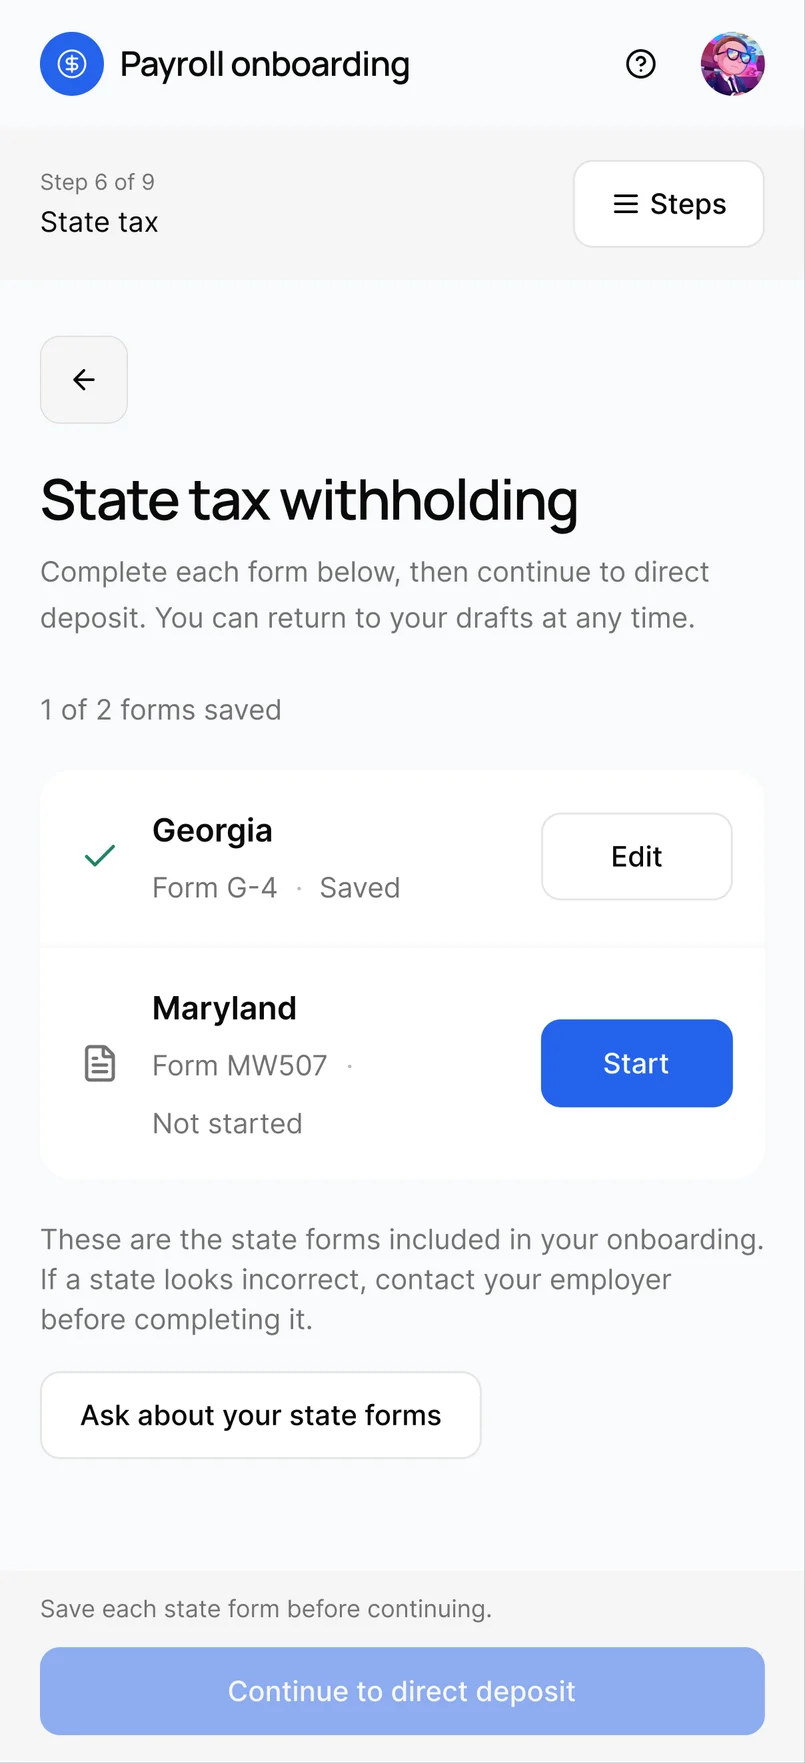 Payroll onboarding
Step 6 of 9
State tax
Steps
State tax withholding
Complete each form below, then continue to direct
deposit. You can return to your drafts at any time.
1 of 2 forms saved
Georgia
Form G-4 · Saved
Edit
Maryland
Form MW507 ·
Not started
Start
These are the state forms included in your onboarding.
If a state looks incorrect, contact your employer
before completing it.
Ask about your state forms
Save each state form before continuing.
Continue to direct deposit